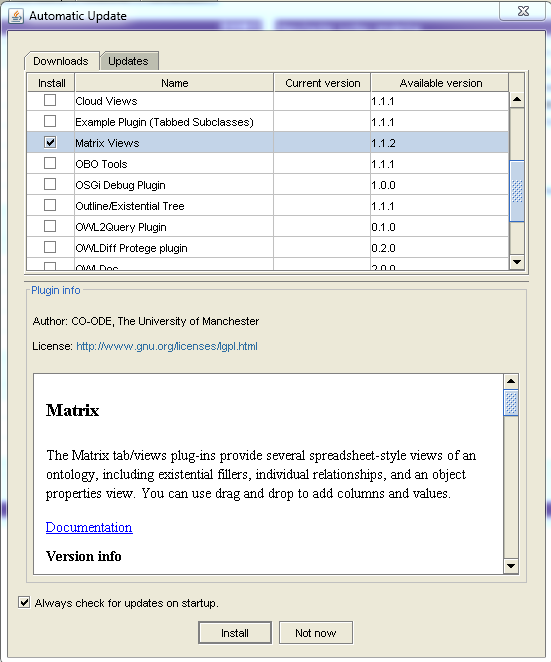 Automatic Update
Downloads Updates
Install Name Current version Available version
Cloud Views 1.1.1
Example Plugin (Tabbed Subclasses) 1.1.1
Matrix Views 1.1.2
OBO Tools 1.1.1
OSGi Debug Plugin 1.0.0
Outline/Existential Tree 1.1.1
OWL2Query Plugin 0.1.0
OWLDiff Protege plugin 0.2.0
OWLDoc 2.0.0
Plugin info
Author: CO-ODE, The University of Manchester
License: http://www.gnu.org/licenses/lgpl.html
Matrix
The Matrix tab/views plug-ins provide several spreadsheet-style views of an
ontology, including existential fillers, individual relationships, and an object
properties view. You can use drag and drop to add columns and values.
Documentation
Version info
Always check for updates on startup.
Install Not now